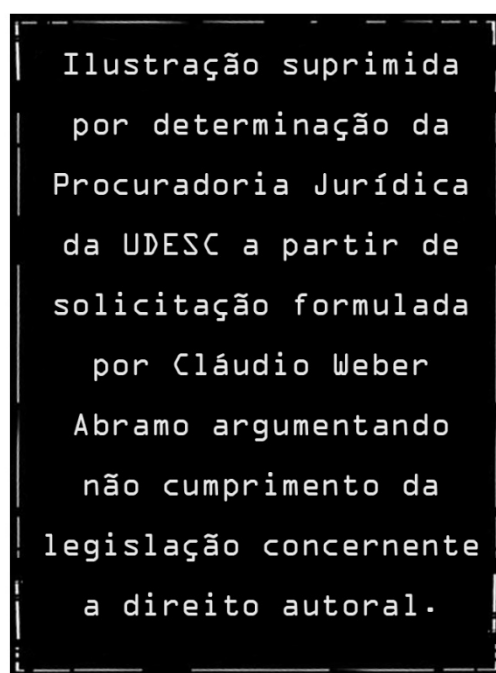 Ilustração suprimida
por determinação da
Procuradoria Jurídica
da UDESC a partir de
solicitação formulada
por Cláudio Weber
Abramo argumentando
não cumprimento da
legislação concernente
a direito autoral.